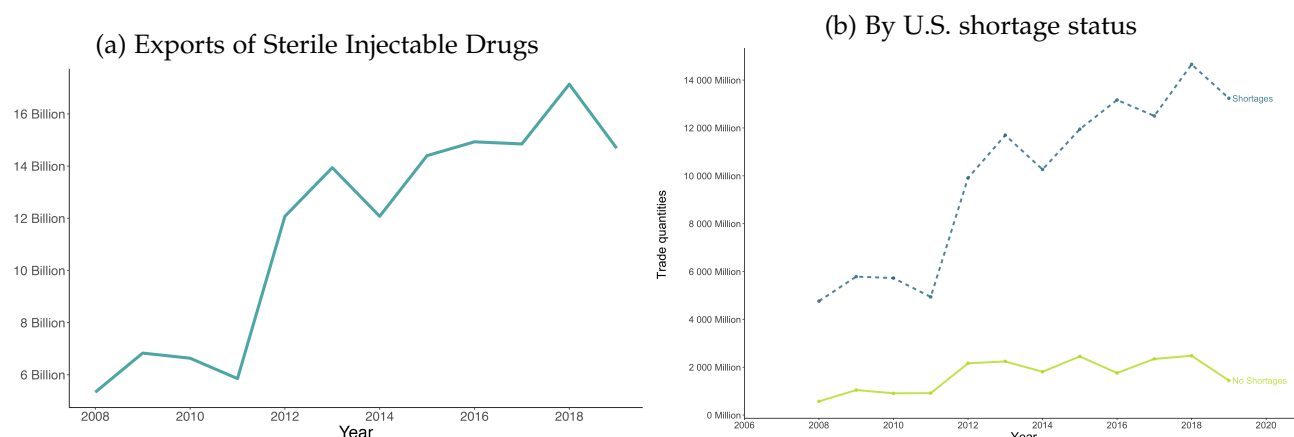 (a) Exports of Sterile Injectable Drugs
16 Billion
14 Billion
12 Billion
10 Billion
8 Billion
6 Billion
2008 2010 2012 2014 2016 2018
Year
(b) By U.S. shortage status
Trade quantities
14 000 Million
12 000 Million
10 000 Million
8 000 Million
6 000 Million
4 000 Million
2 000 Million
0 Million
Shortages
No Shortages
2006 2008 2010 2012 2014 2016 2018 2020
Year